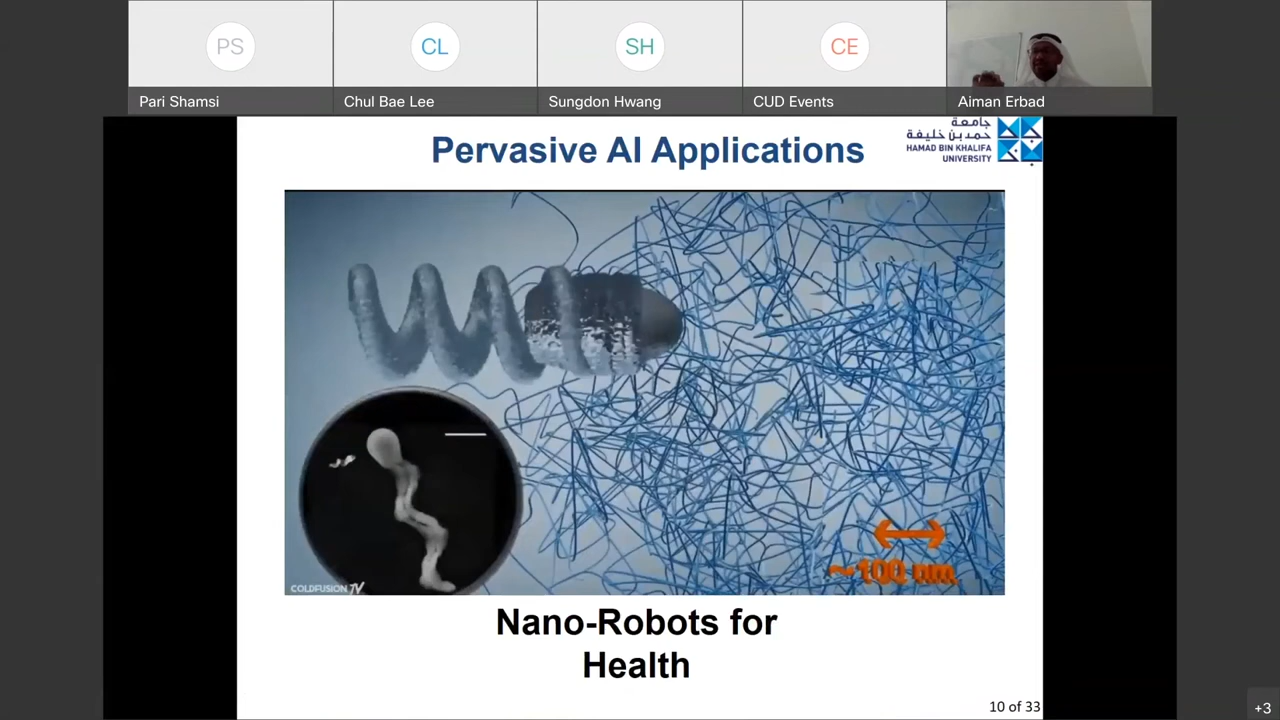 PS
CL
SH
CE
Pari Shamsi
Chul Bae Lee
Sungdon Hwang
CUD Events
Aiman Erbad
Pervasive AI Applications
جامعة
حمد بن خليفة
HAMAD BIN KHALIFA
UNIVERSITY
~100 nm
COLDFUSION TV
Nano-Robots for
Health
10 of 33
+3